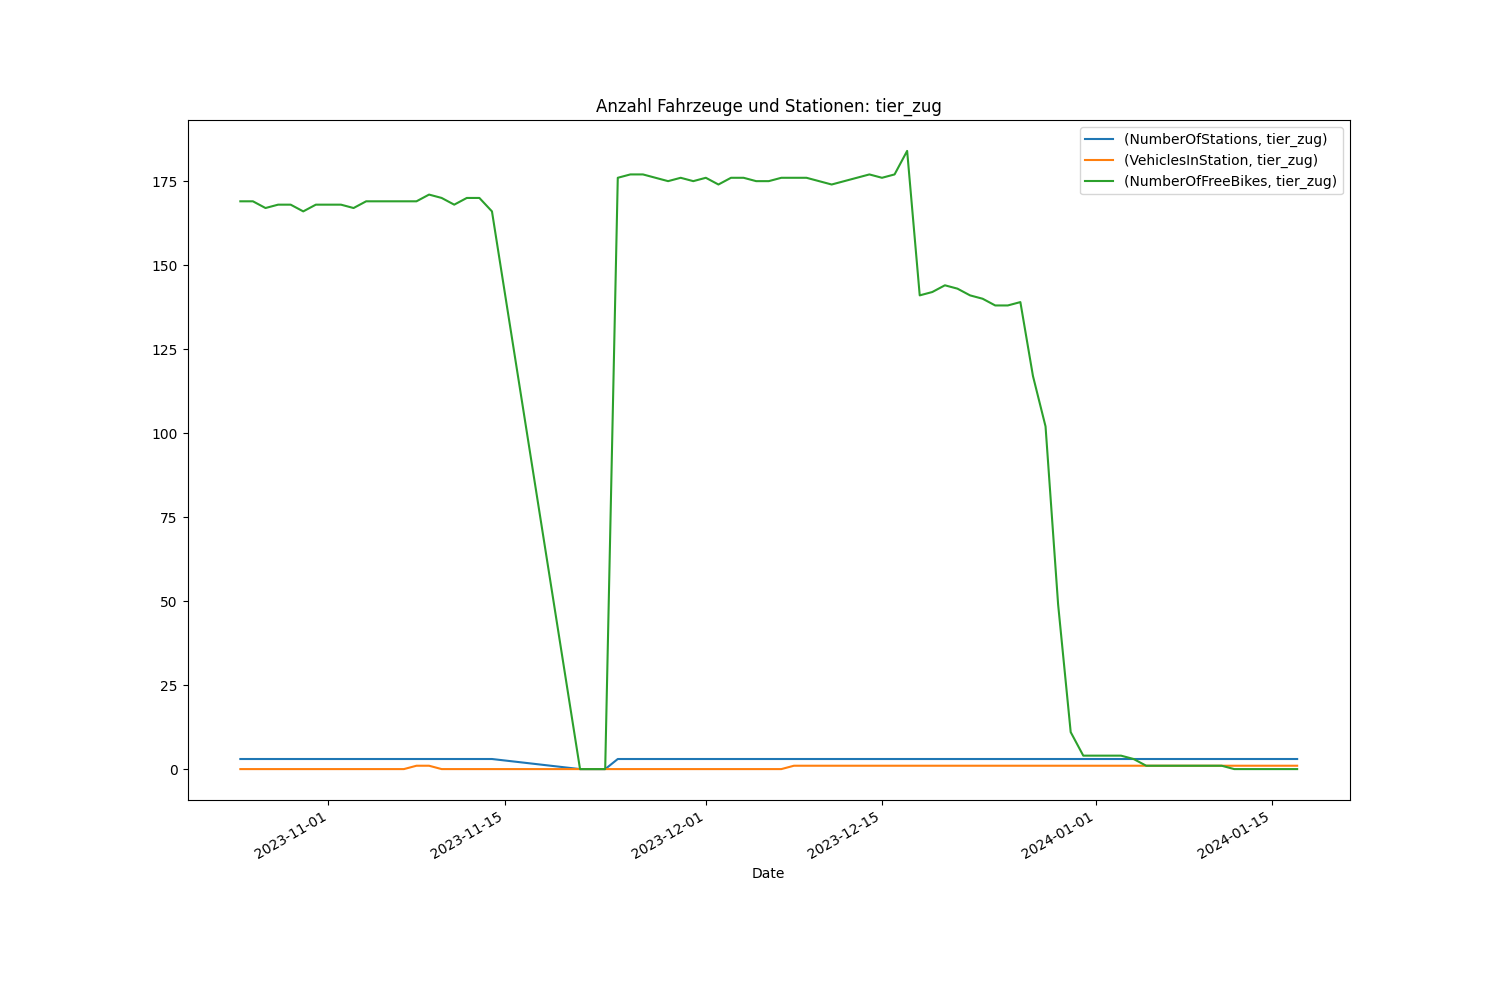 Anzahl Fahrzeuge und Stationen: tier_zug
(NumberOfStations, tier_zug)
(VehiclesInStation, tier_zug)
(NumberOfFreeBikes, tier_zug)
175
150
125
100
75
50
25
0
2023-11-01
2023-11-15
2023-12-01
2023-12-15
2024-01-01
2024-01-15
Date